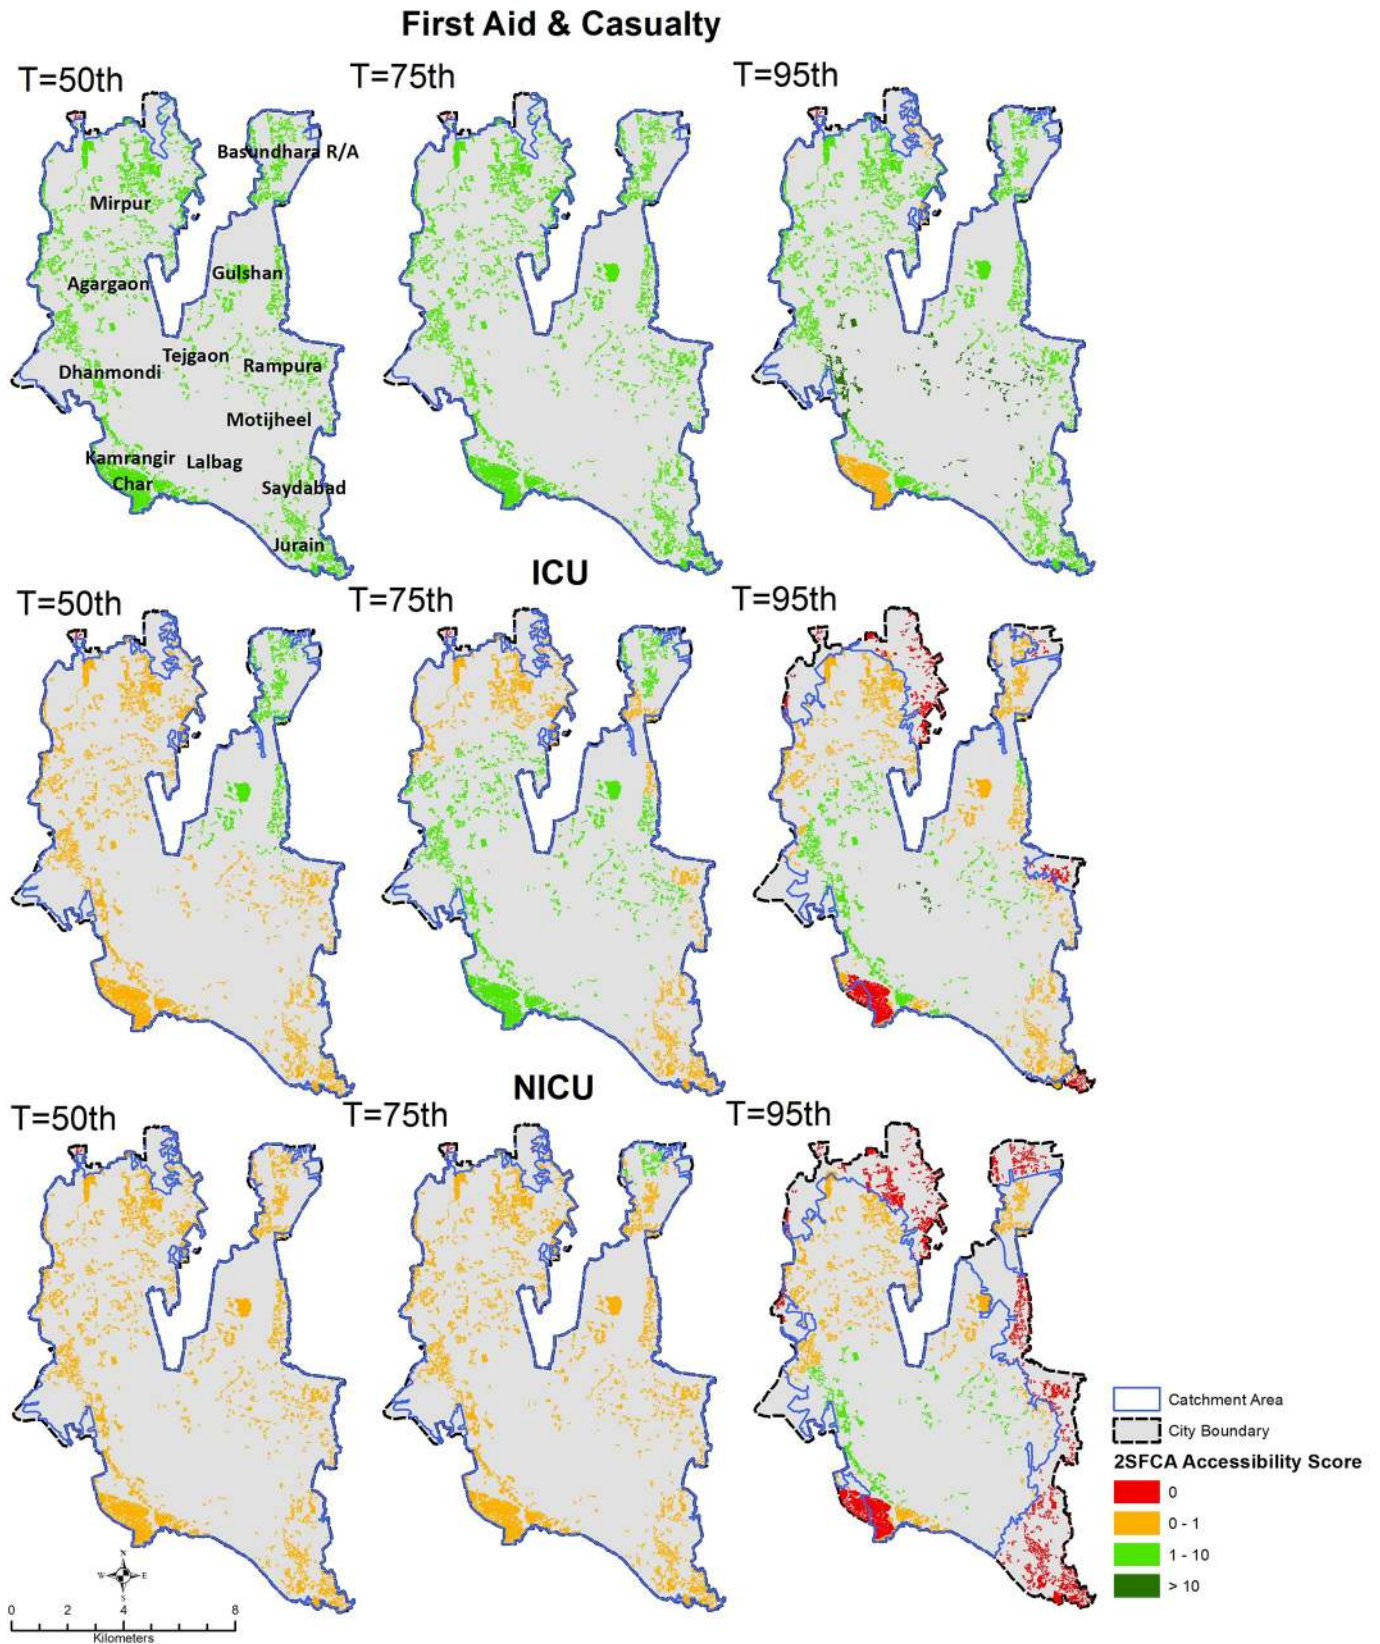 First Aid & Casualty
T=50th
T=75th
T=95th
Basundhara R/A
Mirpur
Gulshan
Agargaon
Tejgaon
Dhanmondi
Rampura
Motijheel
Kamrangir
Lalbag
Char
Saydabad
Jurain
ICU
T=50th
T=75th
T=95th
NICU
T=50th
T=75th
T=95th
Catchment Area
City Boundary
2SFCA Accessibility Score
0
0 - 1
1 - 10
> 10
N
W
E
S
0 2 4 8
Kilometers